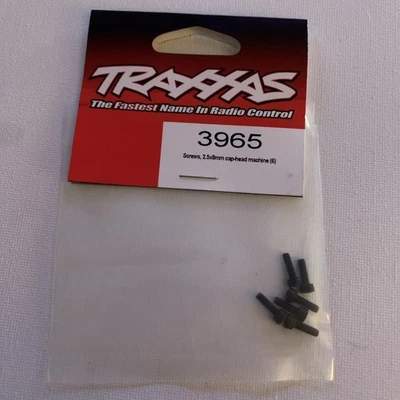 TRAXXAS
The Fastest Name In Radio Control
3965
Screws, 2.5x8mm cap-head machine (6)